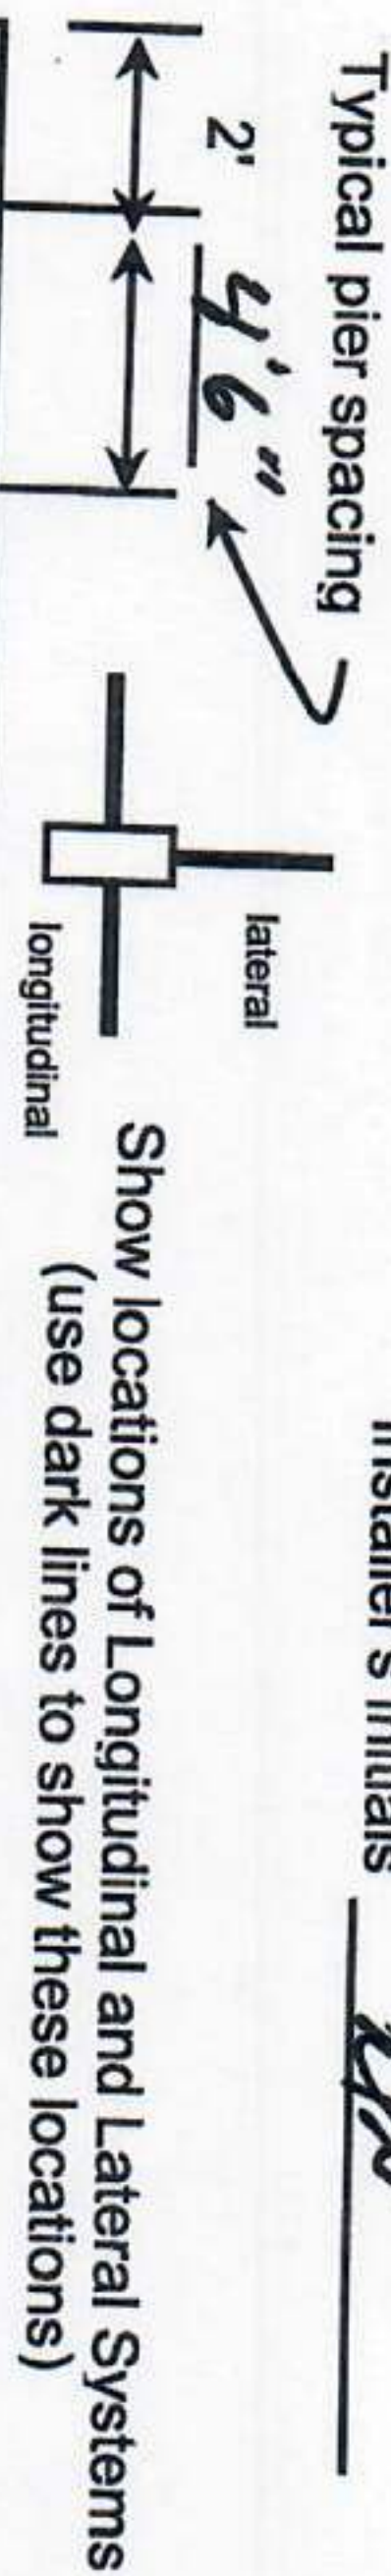 Installer's initials
Typical pier spacing
2'
4'6"
lateral
longitudinal
Show locations of Longitudinal and Lateral Systems
(use dark lines to show these locations)